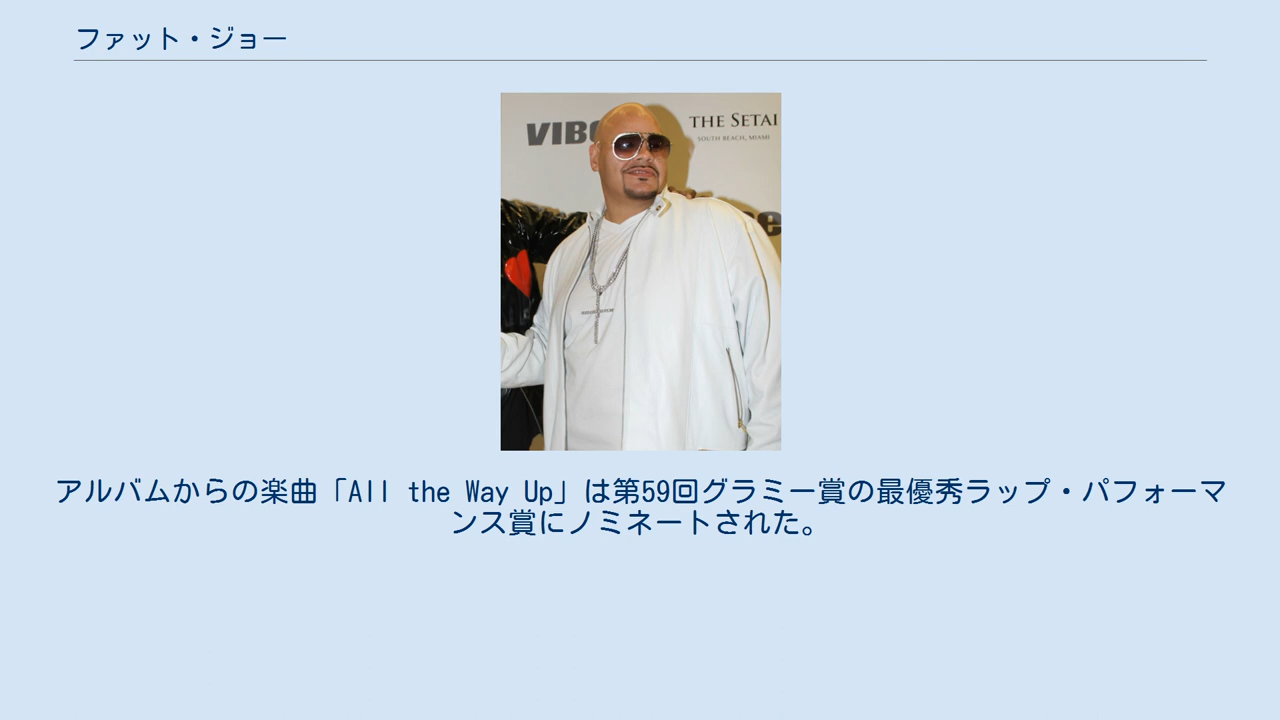 ファット・ジョー
VIBE
THE SETAI
SOUTH BEACH, MIAMI
アルバムからの楽曲「All the Way Up」は第59回グラミー賞の最優秀ラップ・パフォーマ
ンス賞にノミネートされた。